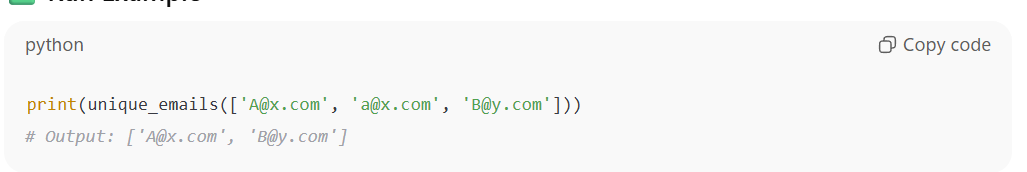 python
Copy code
print(unique_emails(['A@x.com', 'a@x.com', 'B@y.com']))
# Output: ['A@x.com', 'B@y.com']